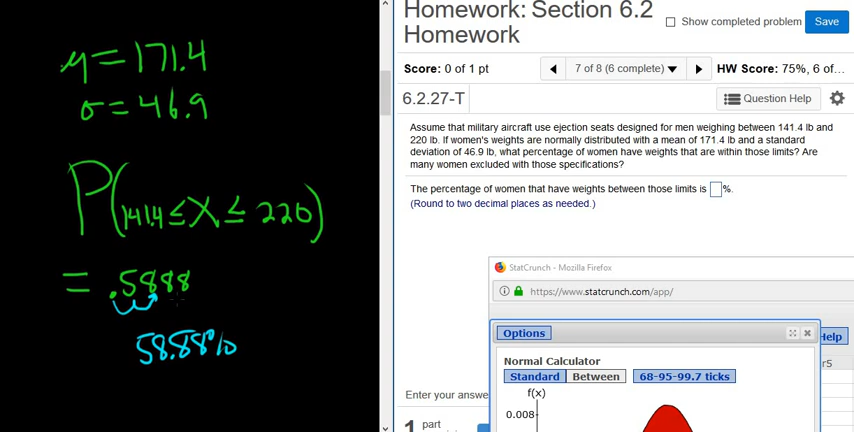 μ = 171.4
σ = 46.9
P(141.4 ≤ X ≤ 220)
= .5888
58.88%
Homework: Section 6.2
Homework
Show completed problem
Save
Score: 0 of 1 pt
7 of 8 (6 complete)
HW Score: 75%, 6 of...
6.2.27-T
Question Help
Assume that military aircraft use ejection seats designed for men weighing between 141.4 lb and
220 lb. If women's weights are normally distributed with a mean of 171.4 lb and a standard
deviation of 46.9 lb, what percentage of women have weights that are within those limits? Are
many women excluded with those specifications?
The percentage of women that have weights between those limits is %.
(Round to two decimal places as needed.)
StatCrunch - Mozilla Firefox
https://www.statcrunch.com/app/
Options
Help
Normal Calculator
Standard Between 68-95-99.7 ticks
f(x)
0.008
Enter your answe
1 part